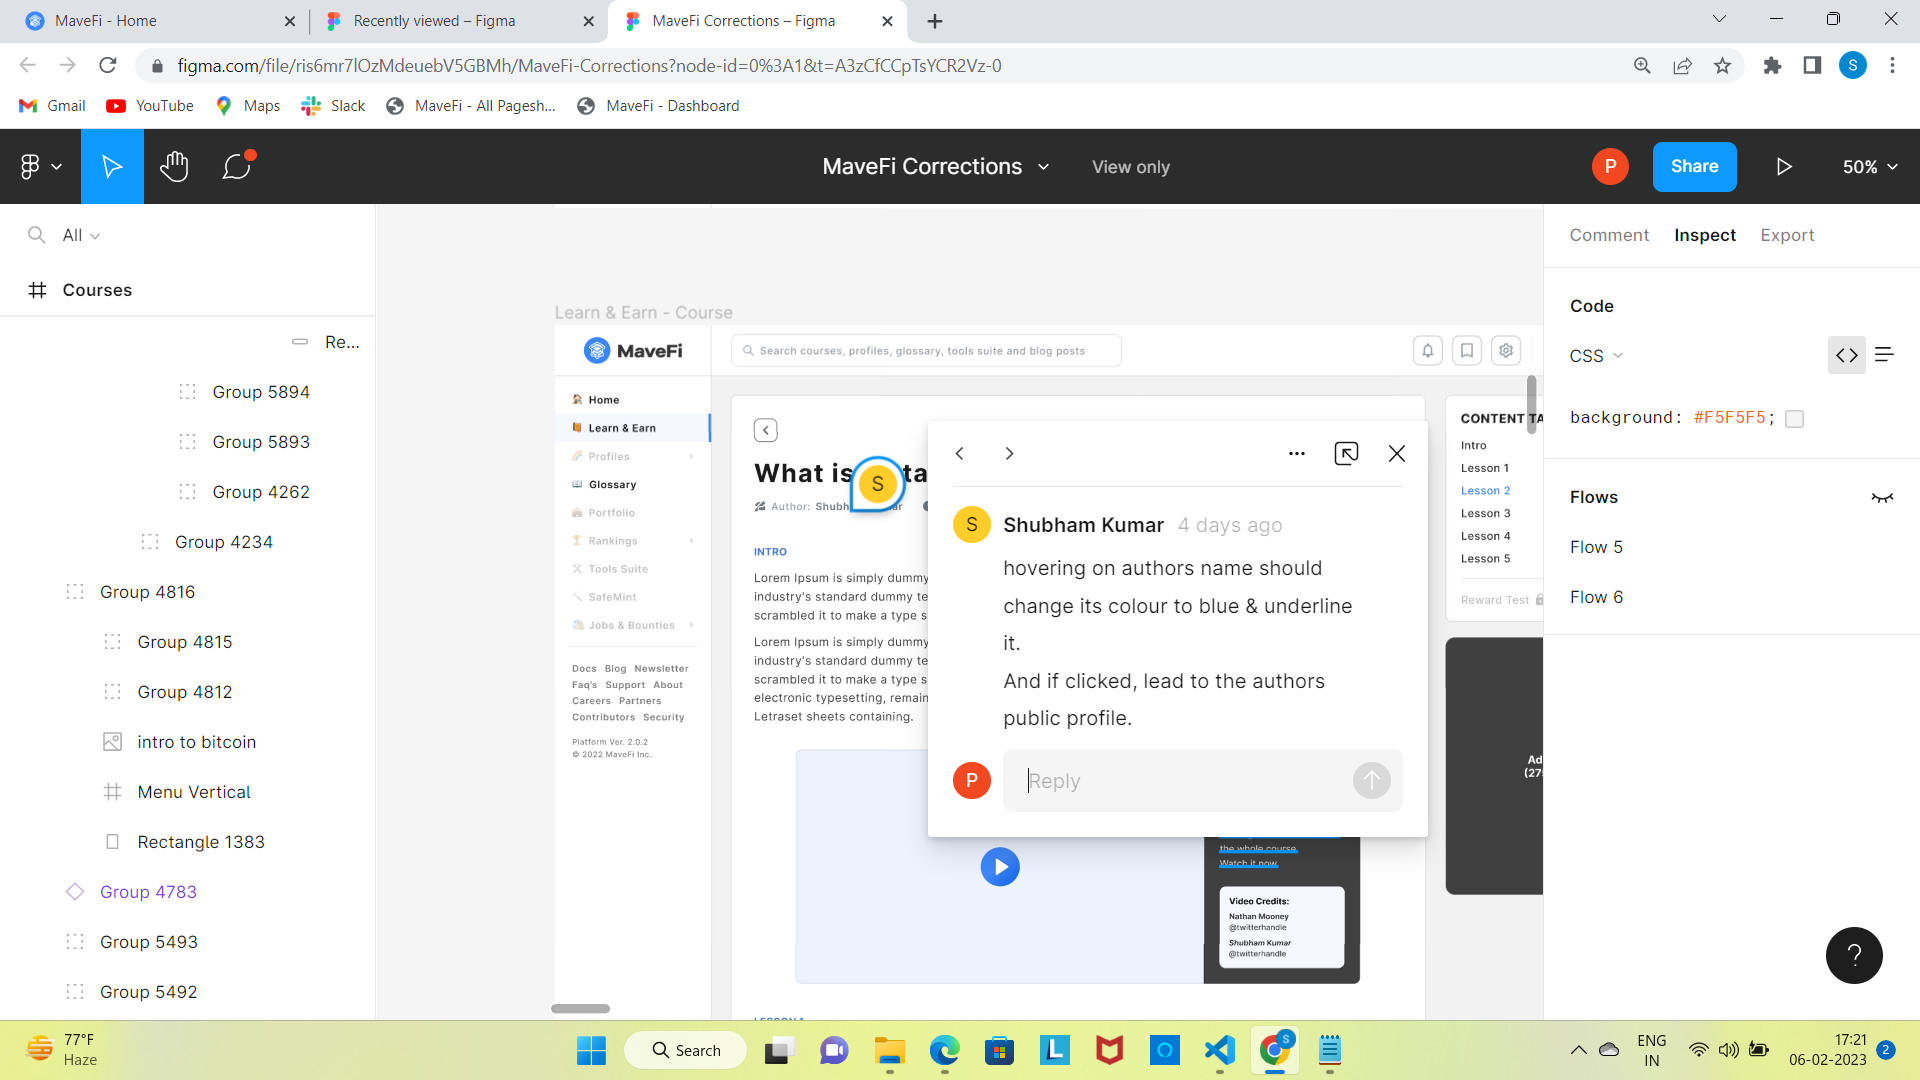 MaveFi - Home
Recently viewed – Figma
MaveFi Corrections – Figma
figma.com/file/ris6mr7lOzMdeuebV5GBMh/MaveFi-Corrections?node-id=0%3A1&t=A3zCfCCpTsYCR2Vz-0
S
Gmail
YouTube
Maps
Slack
MaveFi - All Pagesh...
MaveFi - Dashboard
MaveFi Corrections
View only
P
Share
50%
All
Courses
Re...
Group 5894
Group 5893
Group 4262
Group 4234
Group 4816
Group 4815
Group 4812
intro to bitcoin
Menu Vertical
Rectangle 1383
Group 4783
Group 5493
Group 5492
Learn & Earn - Course
MaveFi
Search courses, profiles, glossary, tools suite and blog posts
Home
Learn & Earn
Profiles
Glossary
Portfolio
Rankings
Tools Suite
SafeMint
Jobs & Bounties
Docs Blog Newsletter
Faq's Support About
Careers Partners
Contributors Security
Platform Ver. 2.0.2
© 2022 MaveFi Inc.
What is
ta
S
Author: Shubh
ar
INTRO
Lorem Ipsum is simply dummy
industry's standard dummy te
scrambled it to make a type s
Lorem Ipsum is simply dummy
industry's standard dummy te
scrambled it to make a type s
electronic typesetting, remain
Letraset sheets containing.
S
Shubham Kumar 4 days ago
hovering on authors name should
change its colour to blue & underline
it.
And if clicked, lead to the authors
public profile.
P
Reply
the whole course.
Watch it now.
Video Credits:
Nathan Mooney
@twitterhandle
Shubham Kumar
@twitterhandle
CONTENT TA
Intro
Lesson 1
Lesson 2
Lesson 3
Lesson 4
Lesson 5
Reward Test
Ad
(27
Comment
Inspect
Export
Code
CSS
background: #F5F5F5;
Flows
Flow 5
Flow 6
?
77°F
Haze
Search
L
S
ENG
IN
17:21
06-02-2023
2